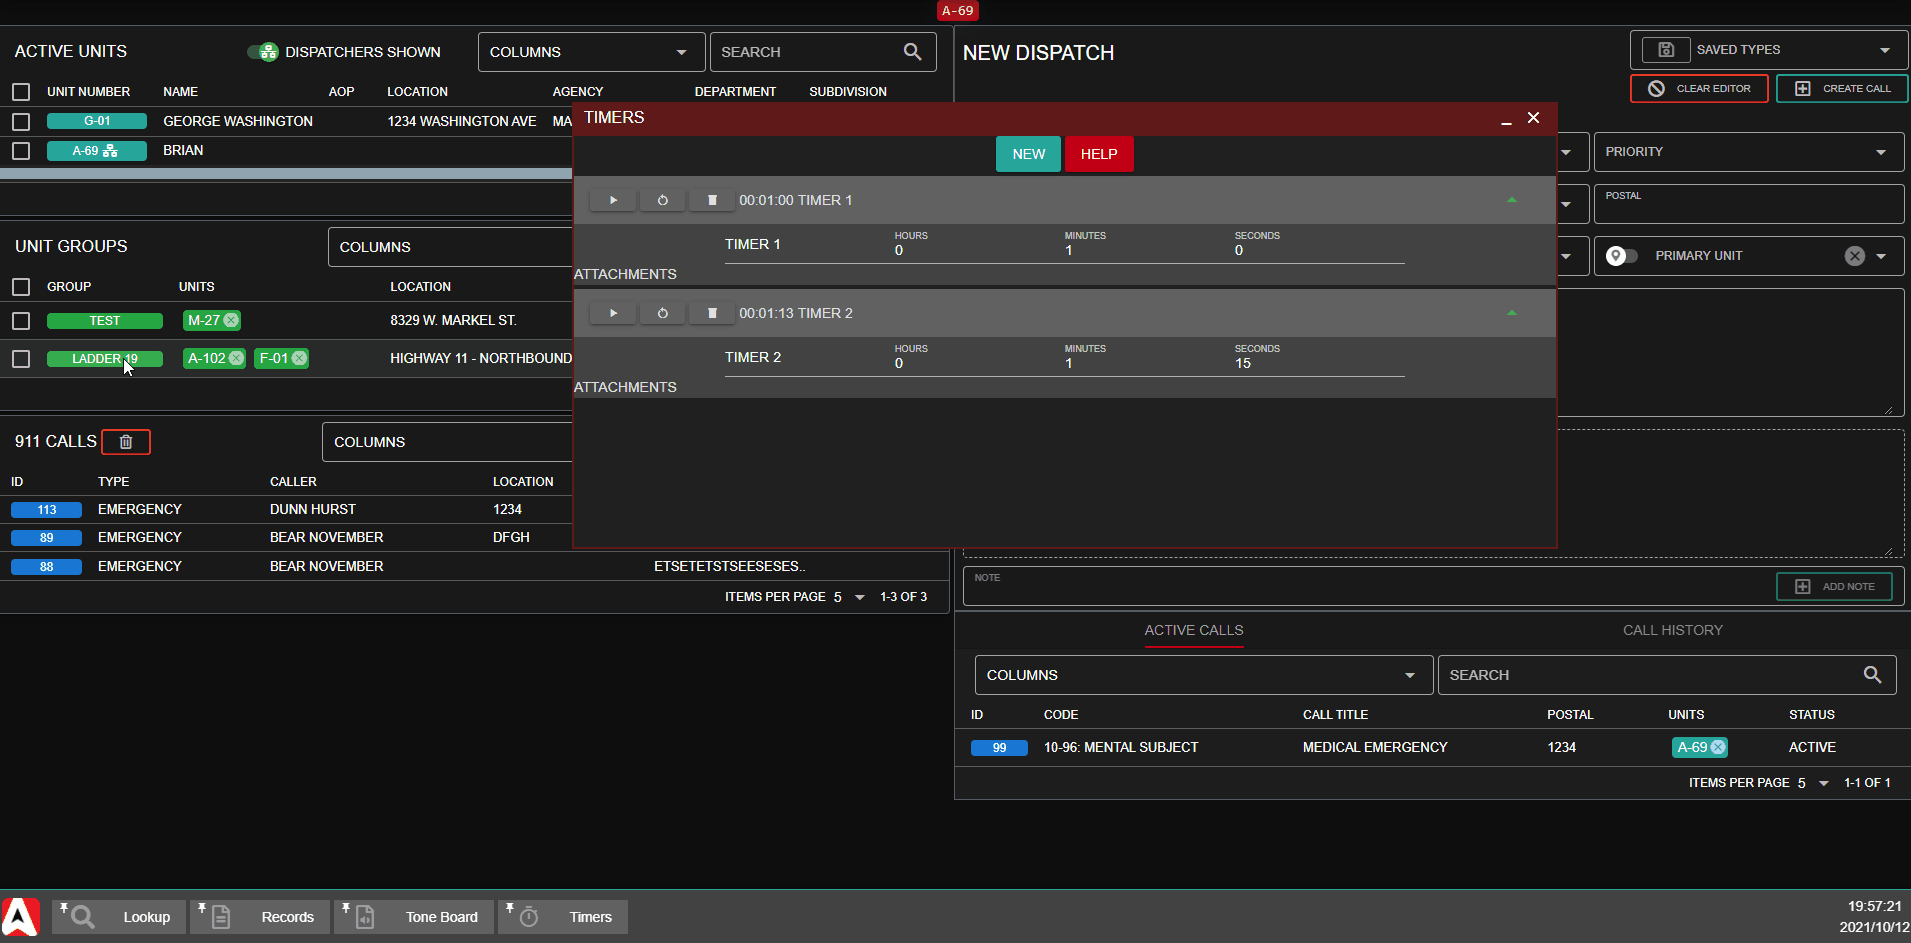 A-69
ACTIVE UNITS
DISPATCHERS SHOWN
COLUMNS
SEARCH
UNIT NUMBER NAME AOP LOCATION AGENCY DEPARTMENT SUBDIVISION
G-01 GEORGE WASHINGTON 1234 WASHINGTON AVE MA
A-69 BRIAN
UNIT GROUPS
COLUMNS
GROUP UNITS LOCATION
TEST M-27 8329 W. MARKEL ST.
LADDER 19 A-102 F-01 HIGHWAY 11 - NORTHBOUND
911 CALLS
COLUMNS
ID TYPE CALLER LOCATION
113 EMERGENCY DUNN HURST 1234
89 EMERGENCY BEAR NOVEMBER DFGH
88 EMERGENCY BEAR NOVEMBER ETSETETSTSEESESES..
ITEMS PER PAGE 5 1-3 OF 3
TIMERS
NEW HELP
00:01:00 TIMER 1
HOURS MINUTES SECONDS
TIMER 1 0 1 0
ATTACHMENTS
00:01:13 TIMER 2
HOURS MINUTES SECONDS
TIMER 2 0 1 15
ATTACHMENTS
NEW DISPATCH
SAVED TYPES
CLEAR EDITOR CREATE CALL
PRIORITY
POSTAL
PRIMARY UNIT
NOTE
ADD NOTE
ACTIVE CALLS CALL HISTORY
COLUMNS SEARCH
ID CODE CALL TITLE POSTAL UNITS STATUS
99 10-96: MENTAL SUBJECT MEDICAL EMERGENCY 1234 A-69 ACTIVE
ITEMS PER PAGE 5 1-1 OF 1
Lookup Records Tone Board Timers
19:57:21
2021/10/12